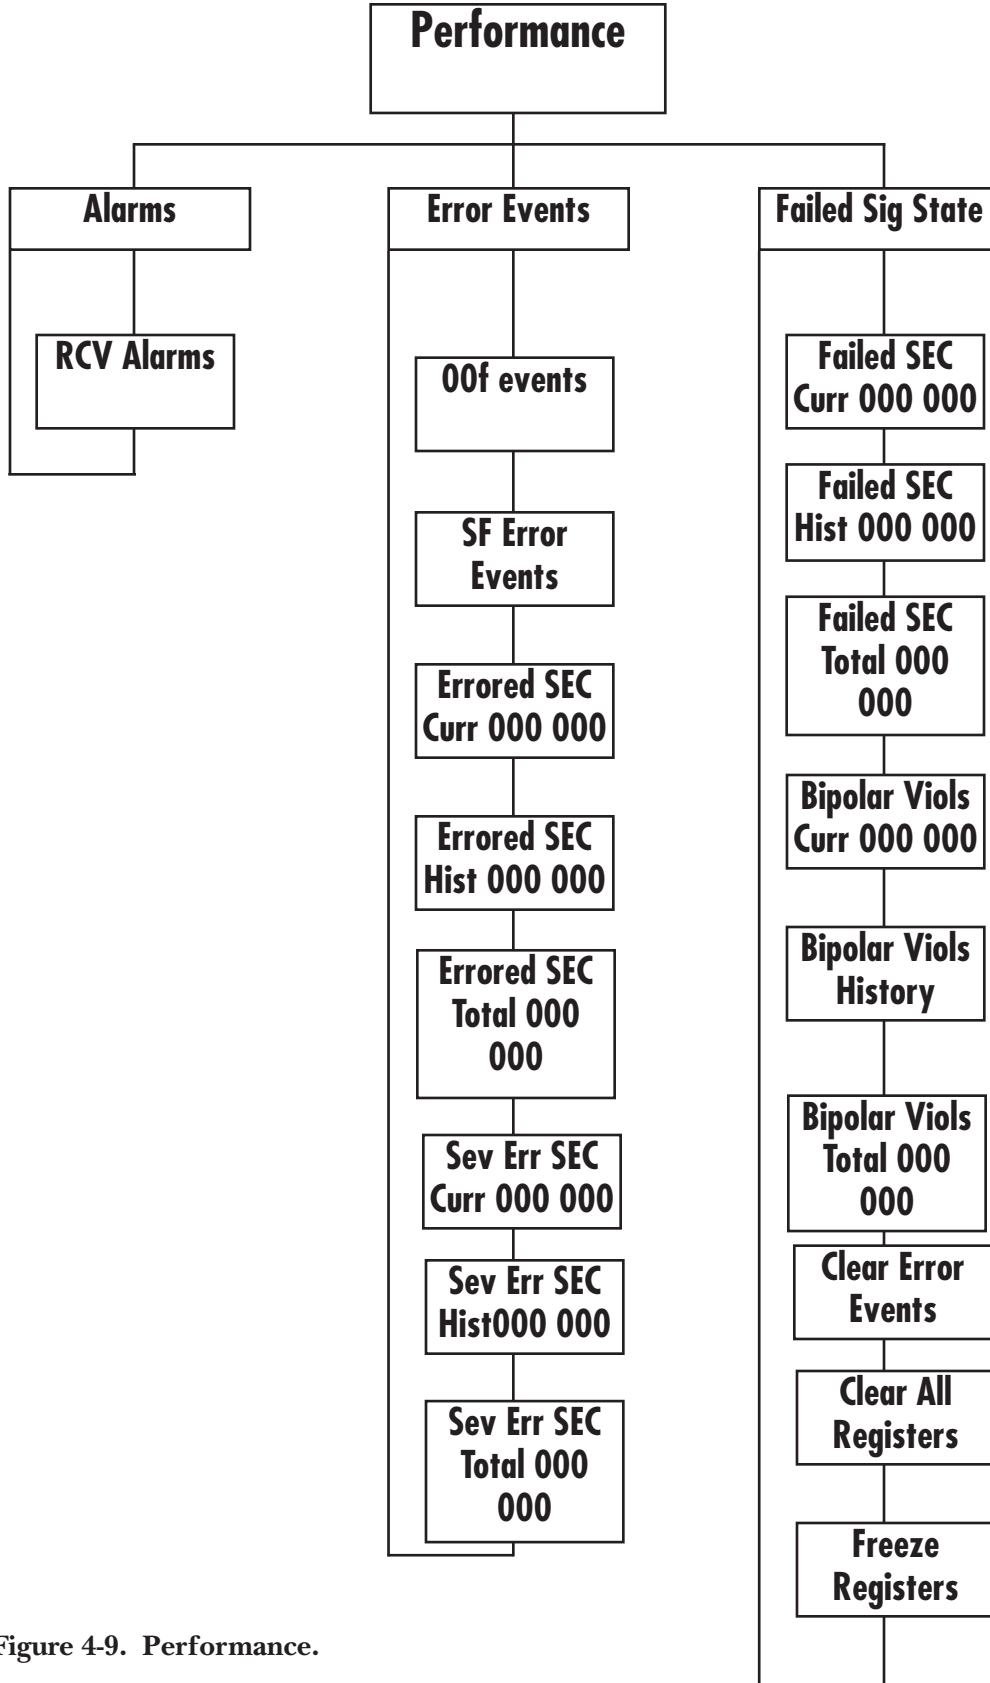 Performance
Alarms
RCV Alarms
Error Events
00f events
SF Error
Events
Errored SEC
Curr 000 000
Errored SEC
Hist 000 000
Errored SEC
Total 000
000
Sev Err SEC
Curr 000 000
Sev Err SEC
Hist000 000
Sev Err SEC
Total 000
000
Failed Sig State
Failed SEC
Curr 000 000
Failed SEC
Hist 000 000
Failed SEC
Total 000
000
Bipolar Viols
Curr 000 000
Bipolar Viols
History
Bipolar Viols
Total 000
000
Clear Error
Events
Clear All
Registers
Freeze
Registers
Figure 4-9. Performance.